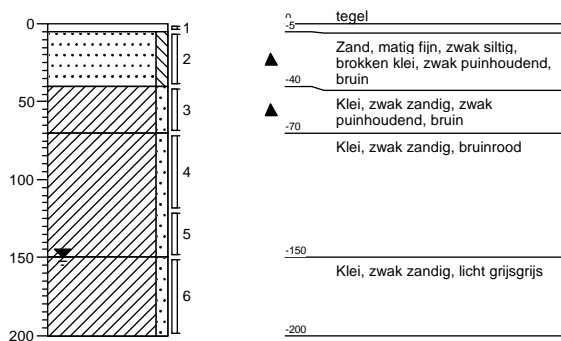 0
50
100
150
200
1
2
3
4
5
6
0
tegel
-5
Zand, matig fijn, zwak siltig,
brokken klei, zwak puinhoudend,
bruin
-40
Klei, zwak zandig, zwak
puinhoudend, bruin
-70
Klei, zwak zandig, bruinrood
-150
Klei, zwak zandig, licht grijsgrijs
-200